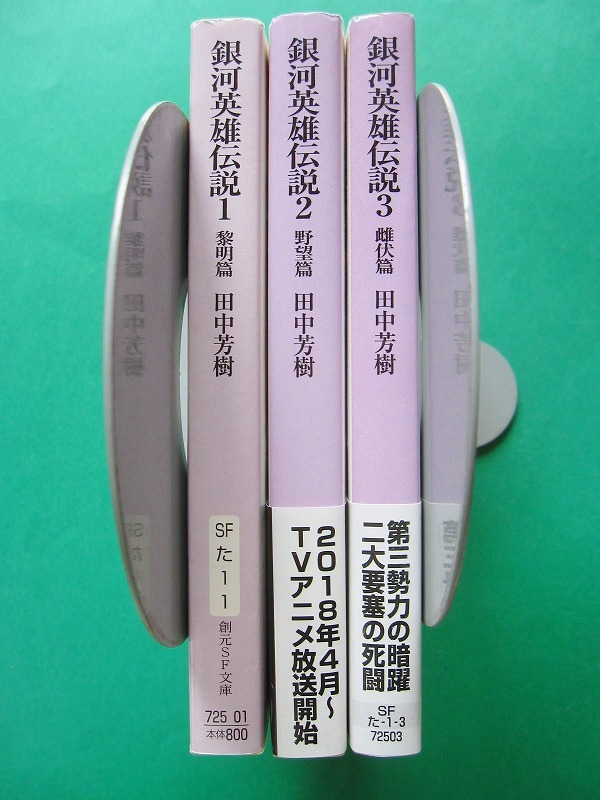 銀河英雄伝説1 黎明篇 田中芳樹
SF
た11
創元SF文庫
725 01
本体800
銀河英雄伝説2 野望篇 田中芳樹
2018年4月～
TVアニメ放送開始
銀河英雄伝説3 雌伏篇 田中芳樹
第三勢力の暗躍
二大要塞の死闘
SF
た-1-3
72503